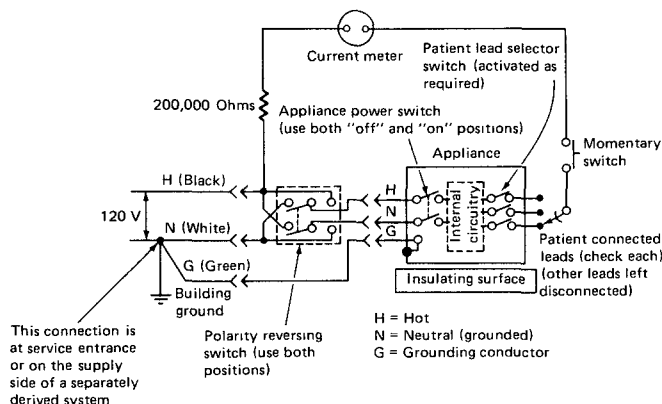 Current meter
Patient lead selector
switch (activated as
required)
200,000 Ohms
Appliance power switch
(use both "off" and "on" positions)
Appliance
Momentary
switch
H (Black)
H
120 V
N (White)
N
G
Internal
circuitry
G (Green)
Building
ground
Insulating surface
Patient connected
leads (check each)
(other leads left
disconnected)
This connection is
at service entrance
or on the supply
side of a separately
derived system
Polarity reversing
switch (use both
positions)
H = Hot
N = Neutral (grounded)
G = Grounding conductor